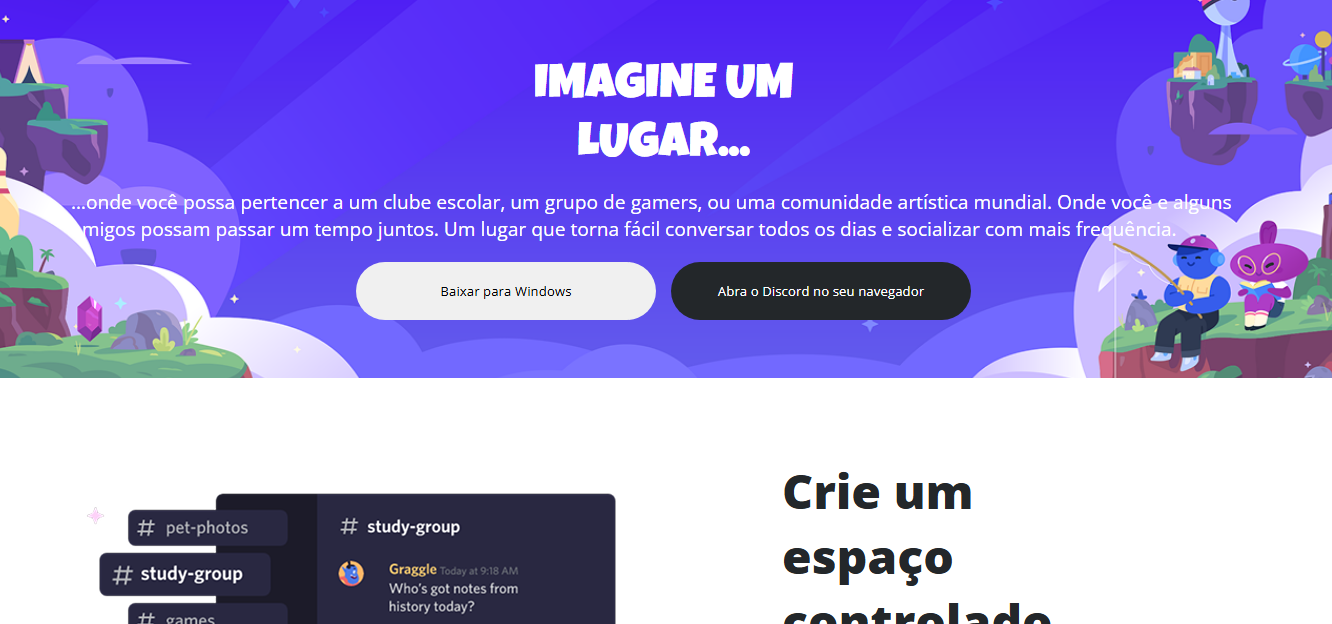 IMAGINE UM
LUGAR...
...onde você possa pertencer a um clube escolar, um grupo de gamers, ou uma comunidade artística mundial. Onde você e alguns
migos possam passar um tempo juntos. Um lugar que torna fácil conversar todos os dias e socializar com mais frequência.
Baixar para Windows
Abra o Discord no seu navegador
# pet-photos
# study-group
# games
# study-group
Graggle Today at 9:18 AM
Who's got notes from
history today?
Crie um
espaço
controlado